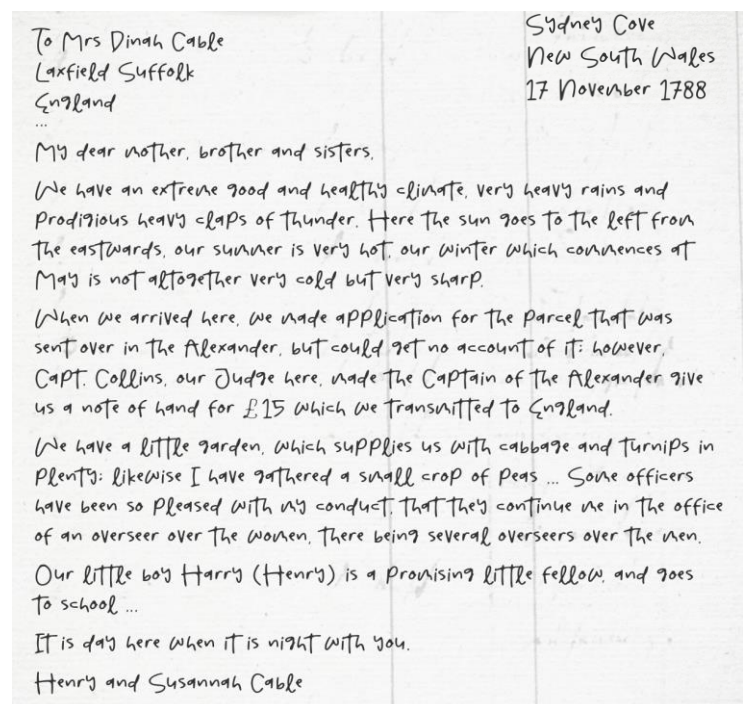 To Mrs Dinah Cable
Laxfield Suffolk
England
...
Sydney Cove
New South Wales
17 November 1788
My dear mother, brother and sisters,
We have an extreme good and healthy climate, very heavy rains and
prodigious heavy claps of thunder. Here the sun goes to the left from
the eastwards, our summer is very hot, our winter which commences at
May is not altogether very cold but very sharp.
When we arrived here, we made application for the parcel that was
sent over in the Alexander, but could get no account of it; however,
Capt. Collins, our Judge here, made the Captain of the Alexander give
us a note of hand for £15 which we transmitted to England.
We have a little garden, which supplies us with cabbage and turnips in
plenty; likewise I have gathered a small crop of peas ... Some officers
have been so pleased with my conduct, that they continue me in the office
of an overseer over the women, there being several overseers over the men.
Our little boy Harry (Henry) is a promising little fellow, and goes
to school ...
It is day here when it is night with you.
Henry and Susannah Cable